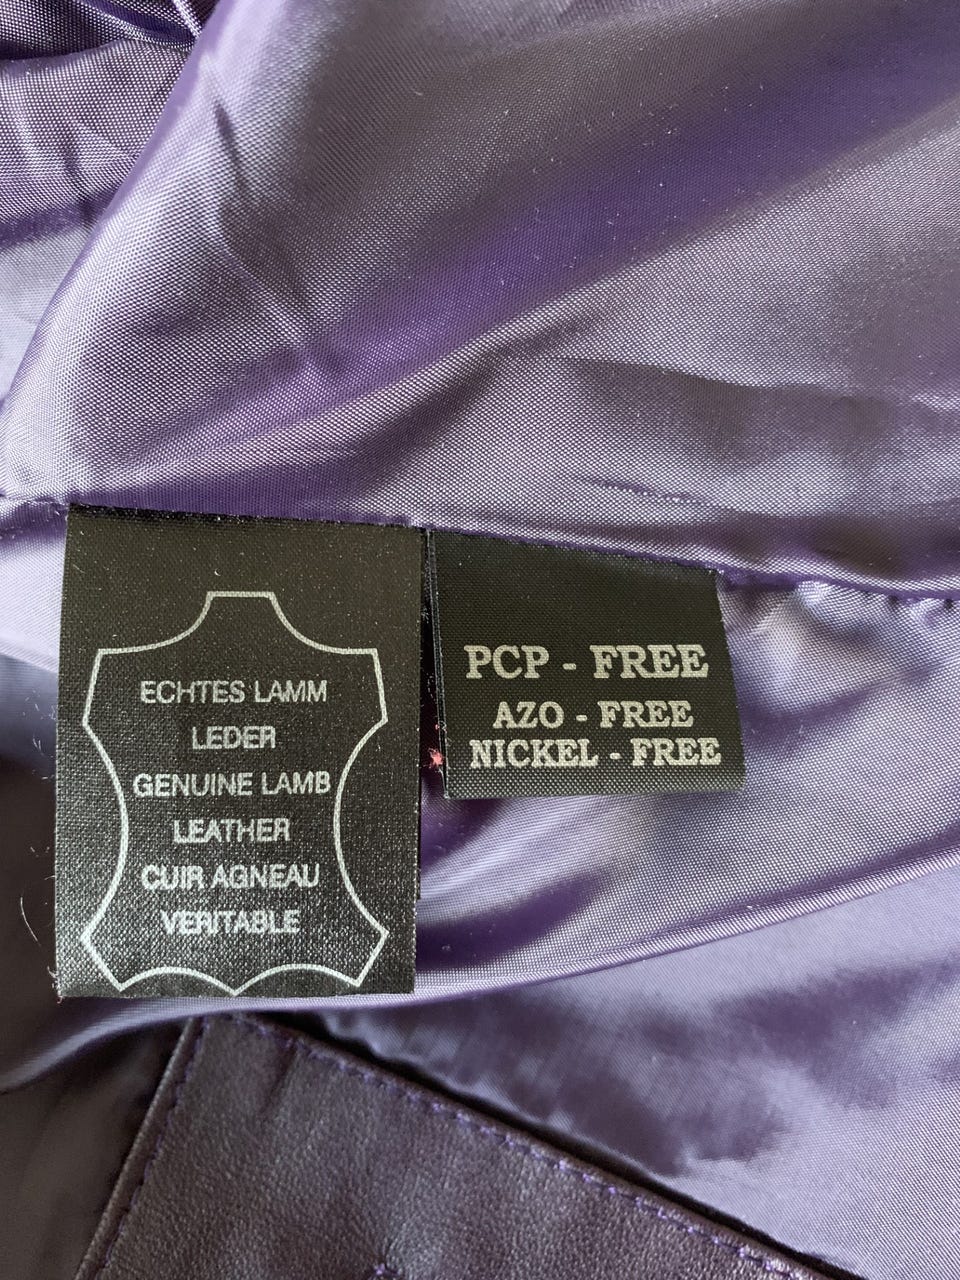 ECHTES LAMM
LEDER
GENUINE LAMB
LEATHER
CUIR AGNEAU
VERITABLE
PCP - FREE
AZO - FREE
NICKEL - FREE